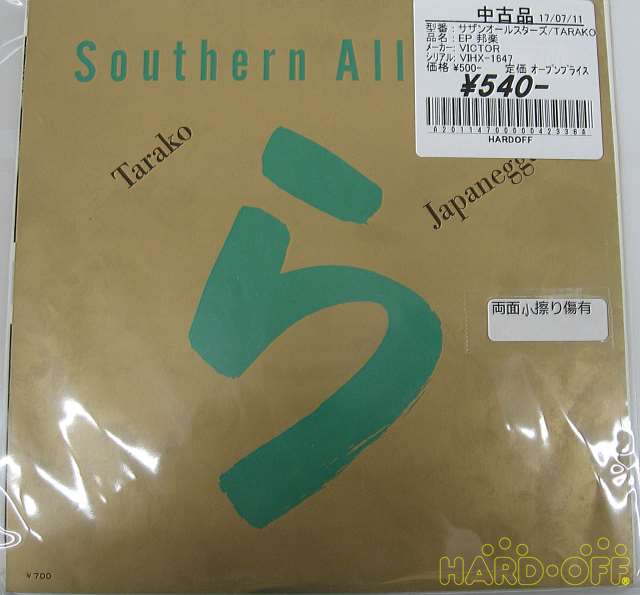 中古品 17/07/11
型番：サザンオールスターズ/TARAKO
品名：EP 邦楽
メーカー：VICTOR
シリアル：VIHX-1647
価格 ¥500- 定価 オープンプライス
¥540-
HARDOFF
Southern All
Tarako
Japanegg
ら
両面小擦り傷有
￥700
HARD-OFF®